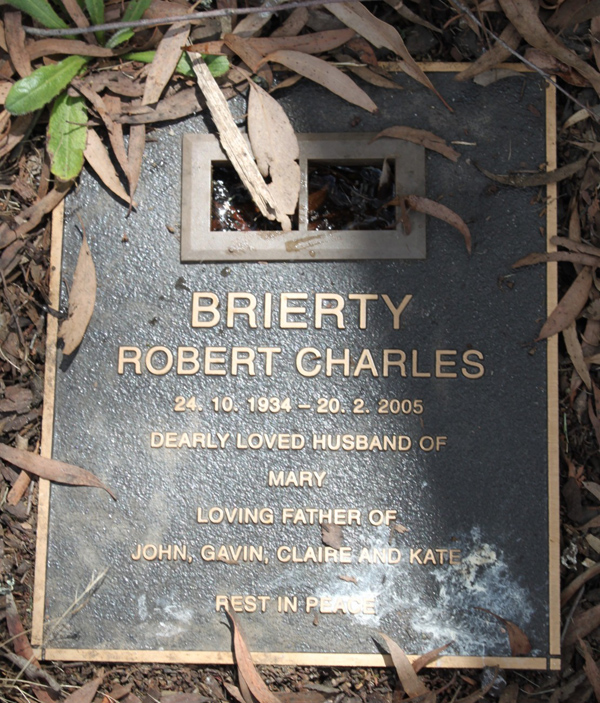 BRIERTY
ROBERT CHARLES
24. 10. 1934 – 20. 2. 2005
DEARLY LOVED HUSBAND OF
MARY
LOVING FATHER OF
JOHN, GAVIN, CLAIRE AND KATE
REST IN PEACE